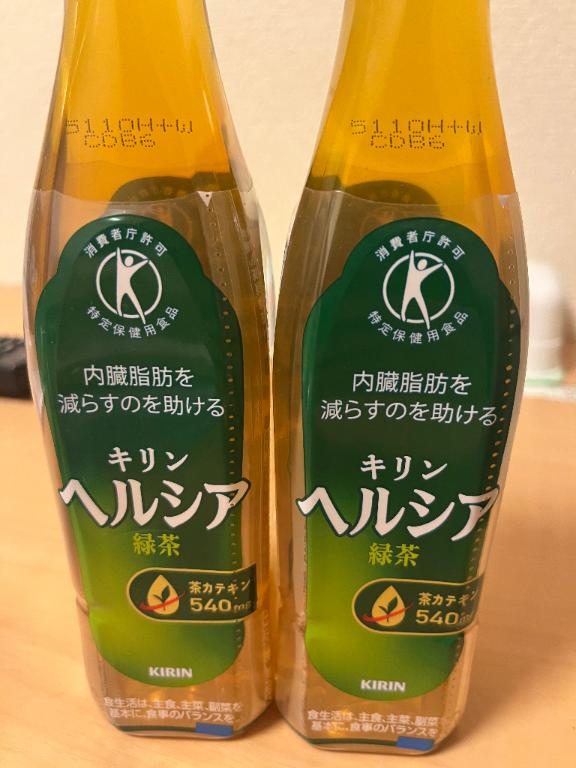 5110H+W
CDB6
消費者庁許可
特定保健用食品
内臓脂肪を
減らすのを助ける
キリン
ヘルシア
緑茶
茶カテキン
540mg
KIRIN
食生活は、主食、主菜、副菜を
基本に、食事のバランスを
5110H+W
CDB6
消費者庁許可
特定保健用食品
内臓脂肪を
減らすのを助ける
キリン
ヘルシア
緑茶
茶カテキン
540mg
KIRIN
食生活は、主食、主菜、副菜
基本に、食事のバランスを